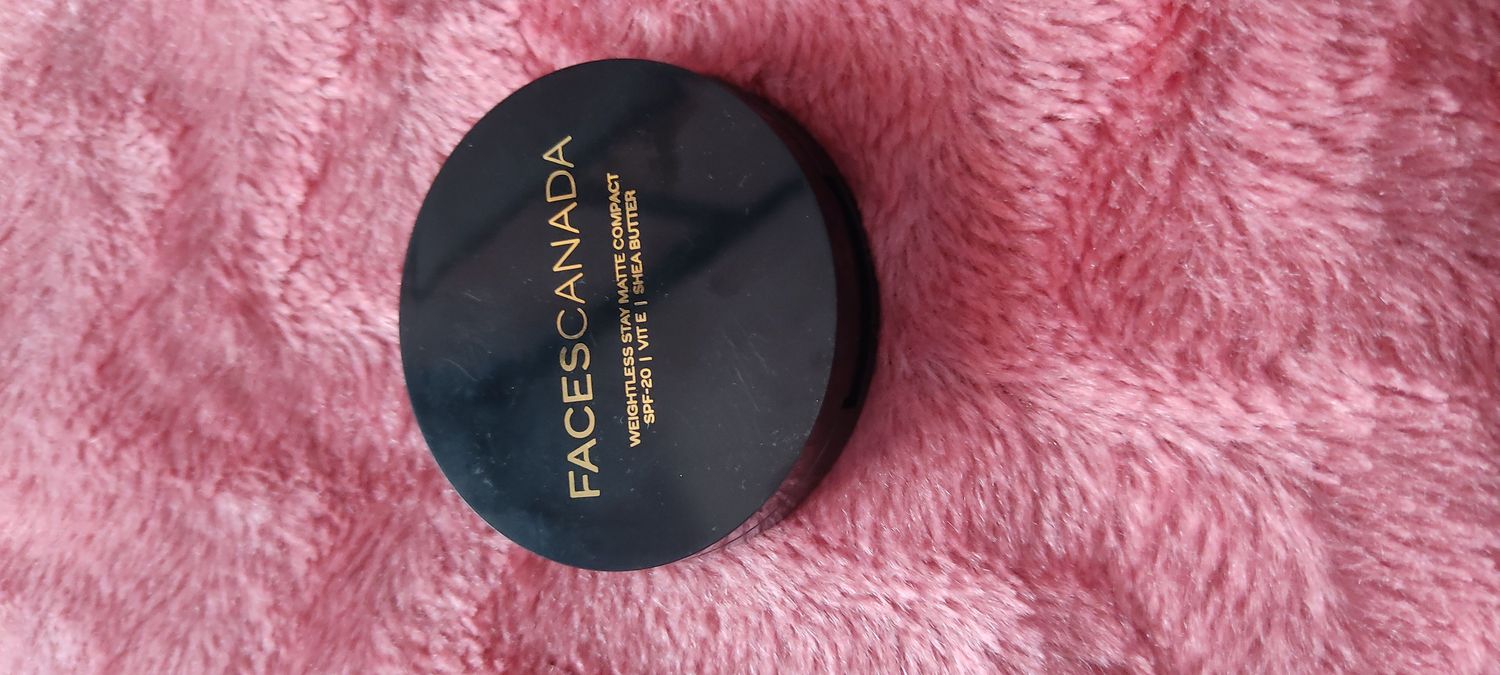 FACESCANADA
WEIGHTLESS STAY MATTE COMPACT
SPF-20 | VIT E | SHEA BUTTER